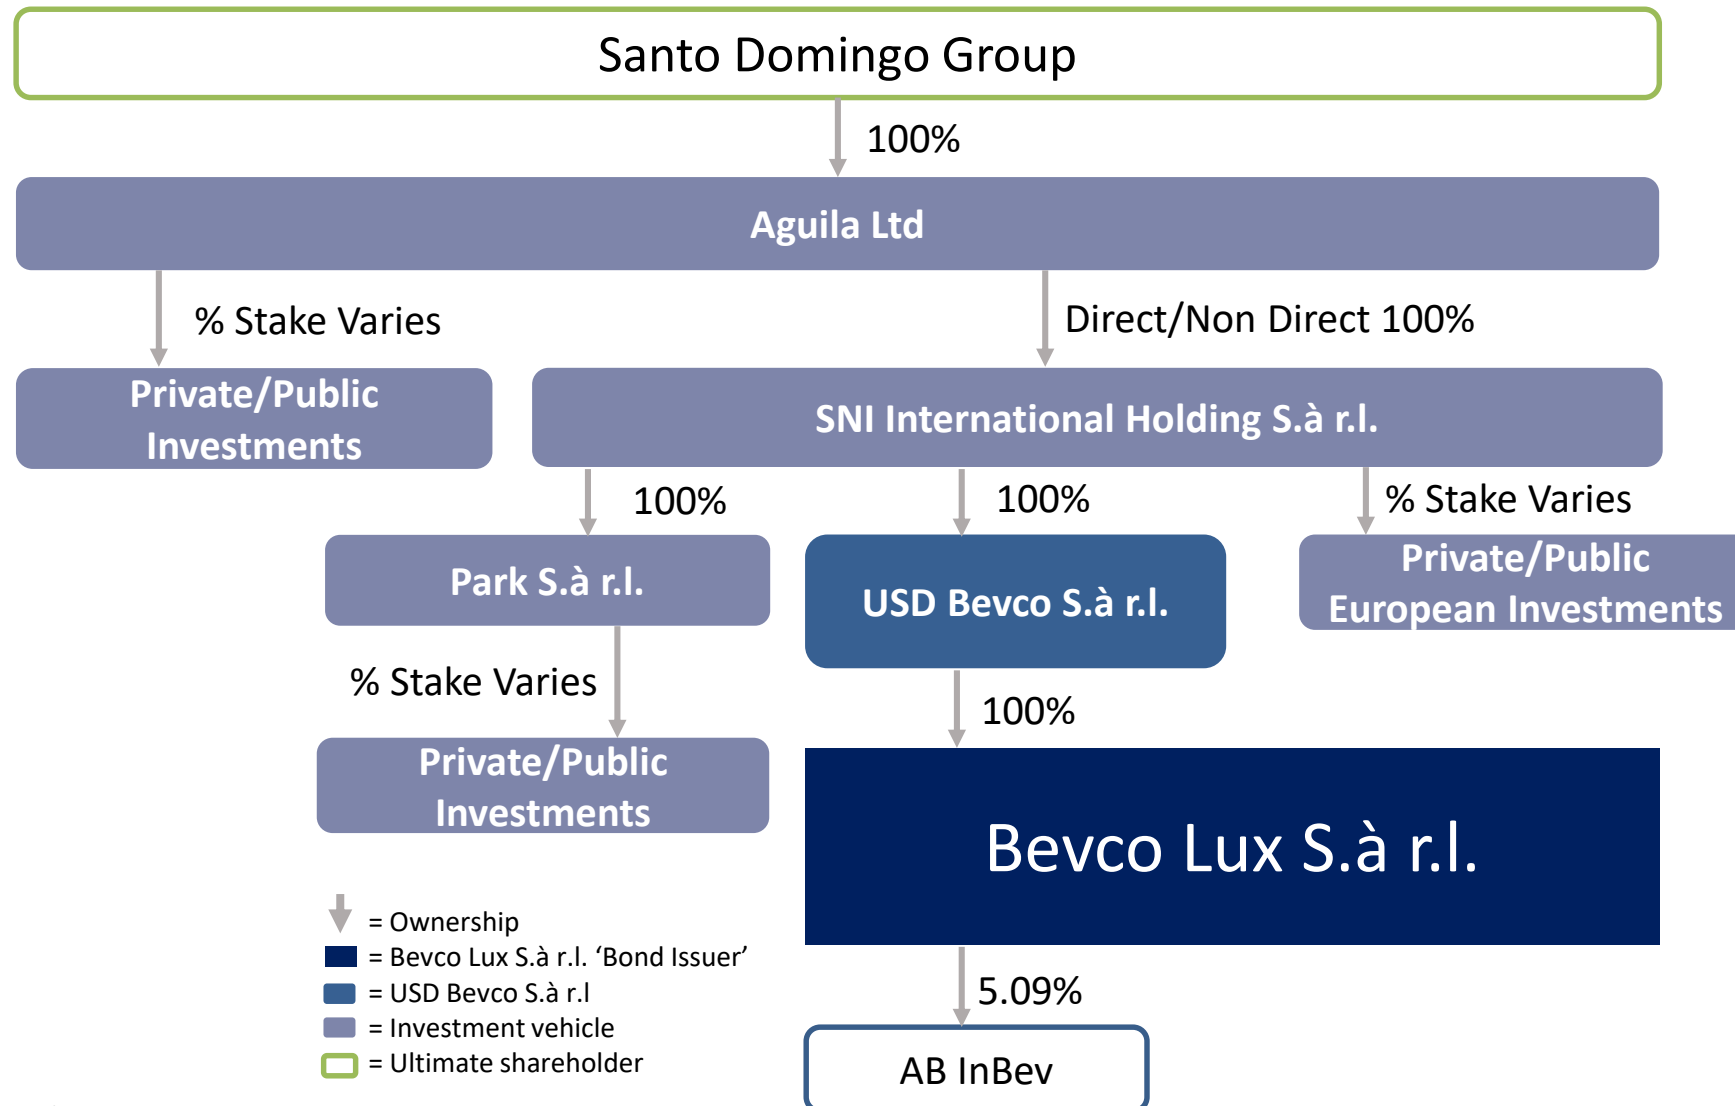 Santo Domingo Group
100%
Aguila Ltd
% Stake Varies
Direct/Non Direct 100%
Private/Public
Investments
SNI International Holding S.à r.l.
100%
100%
% Stake Varies
Park S.à r.l.
USD Bevco S.à r.l.
Private/Public
European Investments
% Stake Varies
100%
Private/Public
Investments
Bevco Lux S.à r.l.
= Ownership
= Bevco Lux S.à r.l. ‘Bond Issuer’
= USD Bevco S.à r.l
= Investment vehicle
= Ultimate shareholder
5.09%
AB InBev